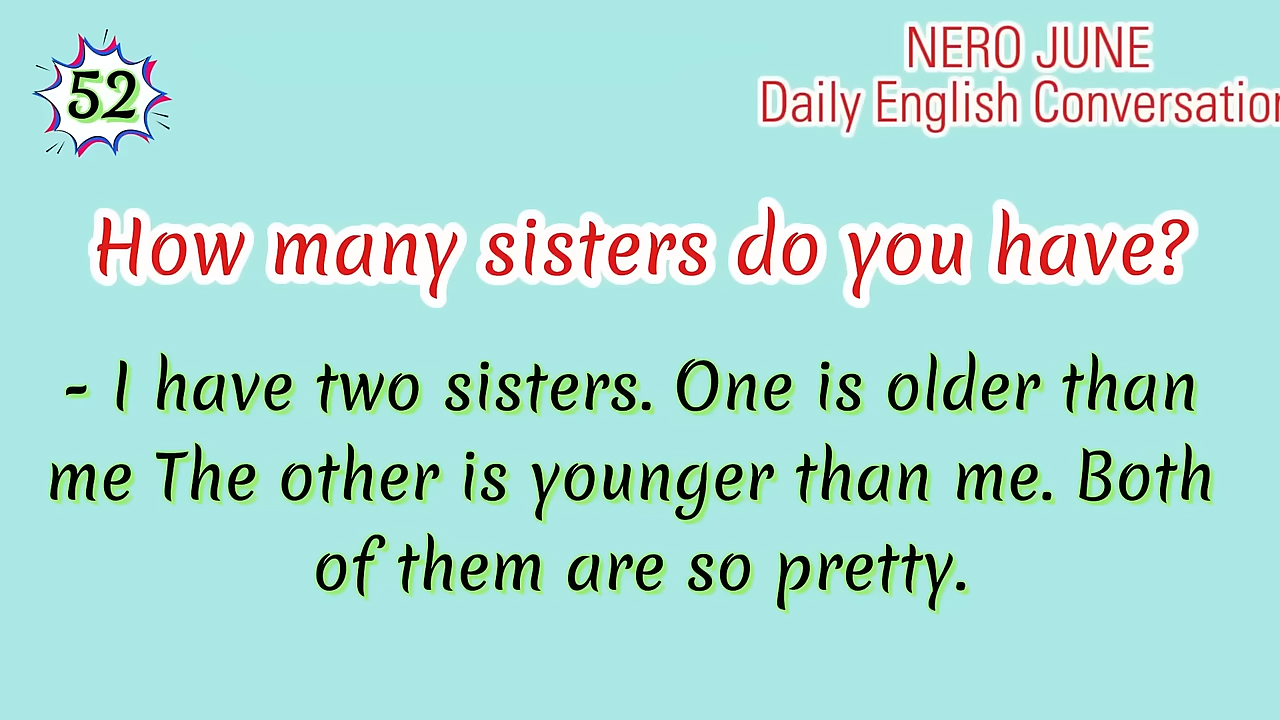 52
NERO JUNE
Daily English Conversation
How many sisters do you have?
- I have two sisters. One is older than
me The other is younger than me. Both
of them are so pretty.